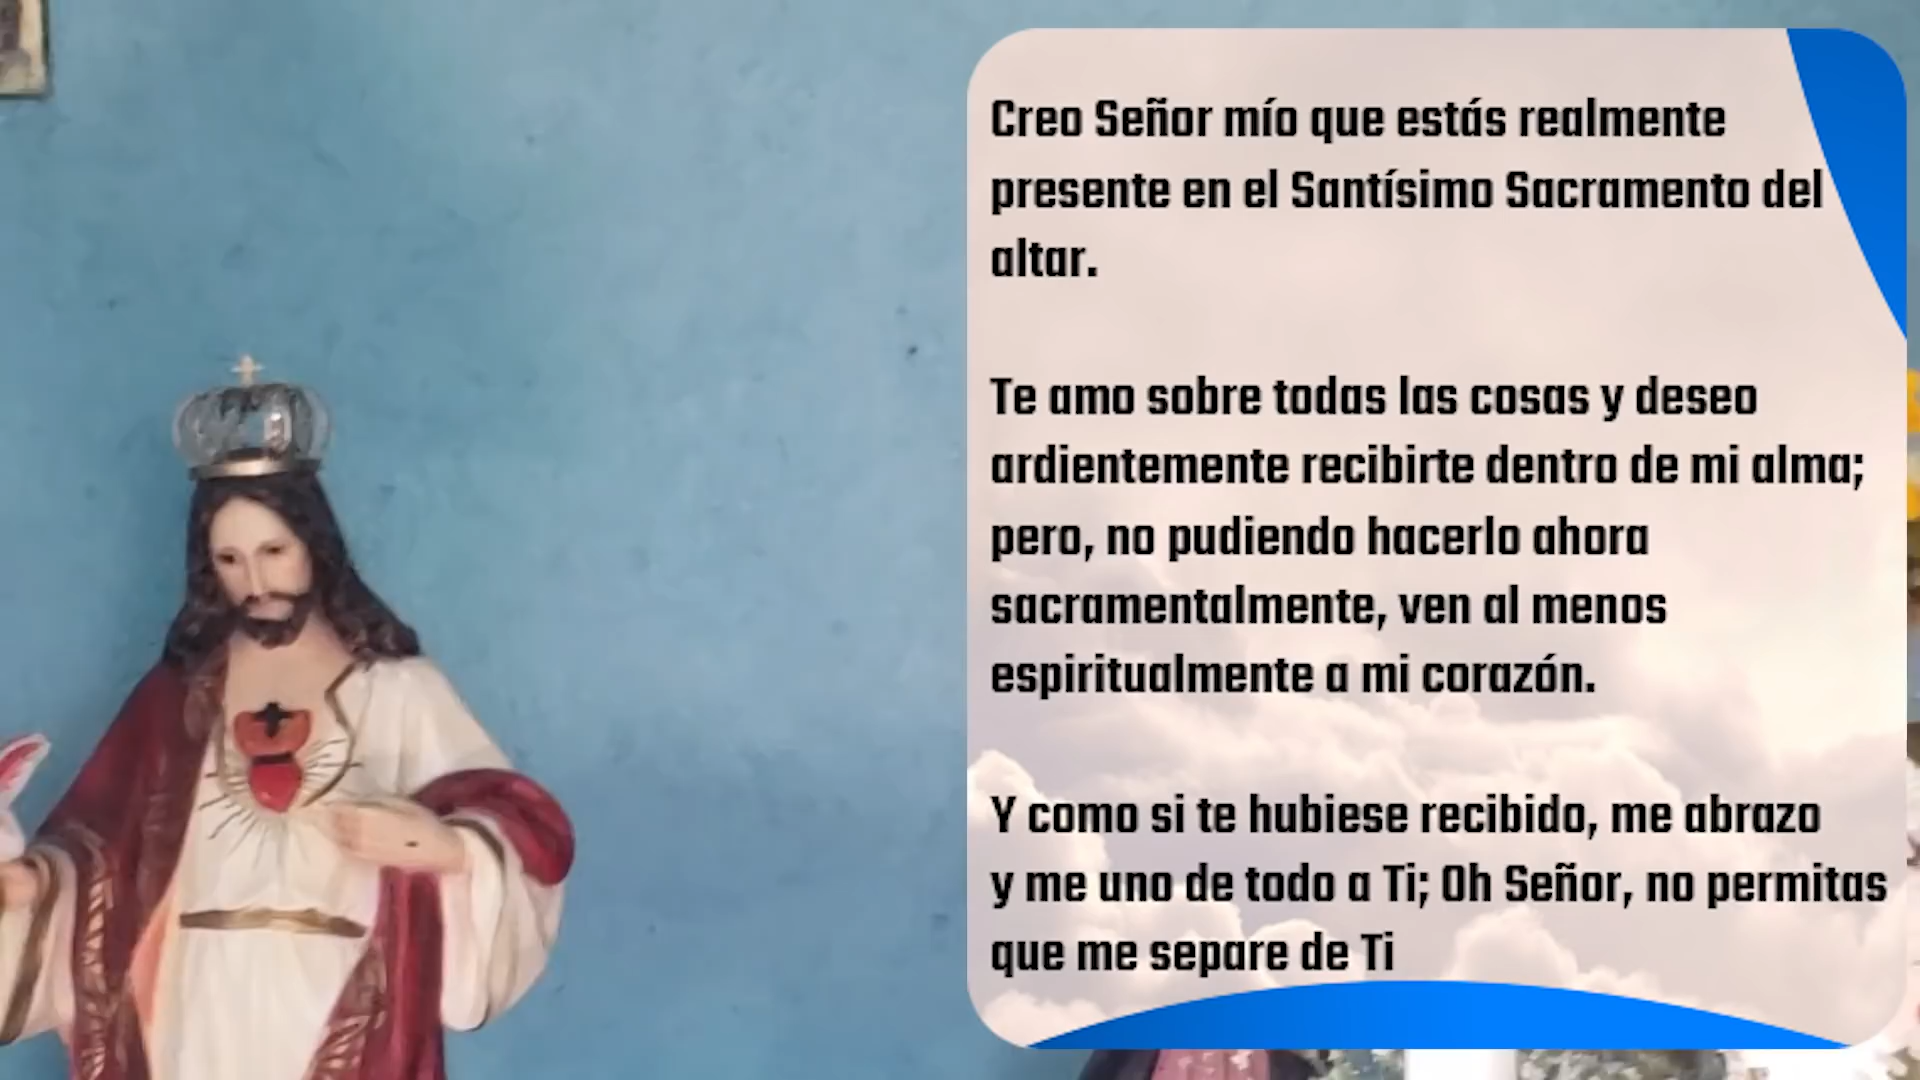 Creo Señor mío que estás realmente
presente en el Santísimo Sacramento del
altar.
Te amo sobre todas las cosas y deseo
ardientemente recibirte dentro de mi alma;
pero, no pudiendo hacerlo ahora
sacramentalmente, ven al menos
espiritualmente a mi corazón.
Y como si te hubiese recibido, me abrazo
y me uno de todo a Ti; Oh Señor, no permitas
que me separe de Ti